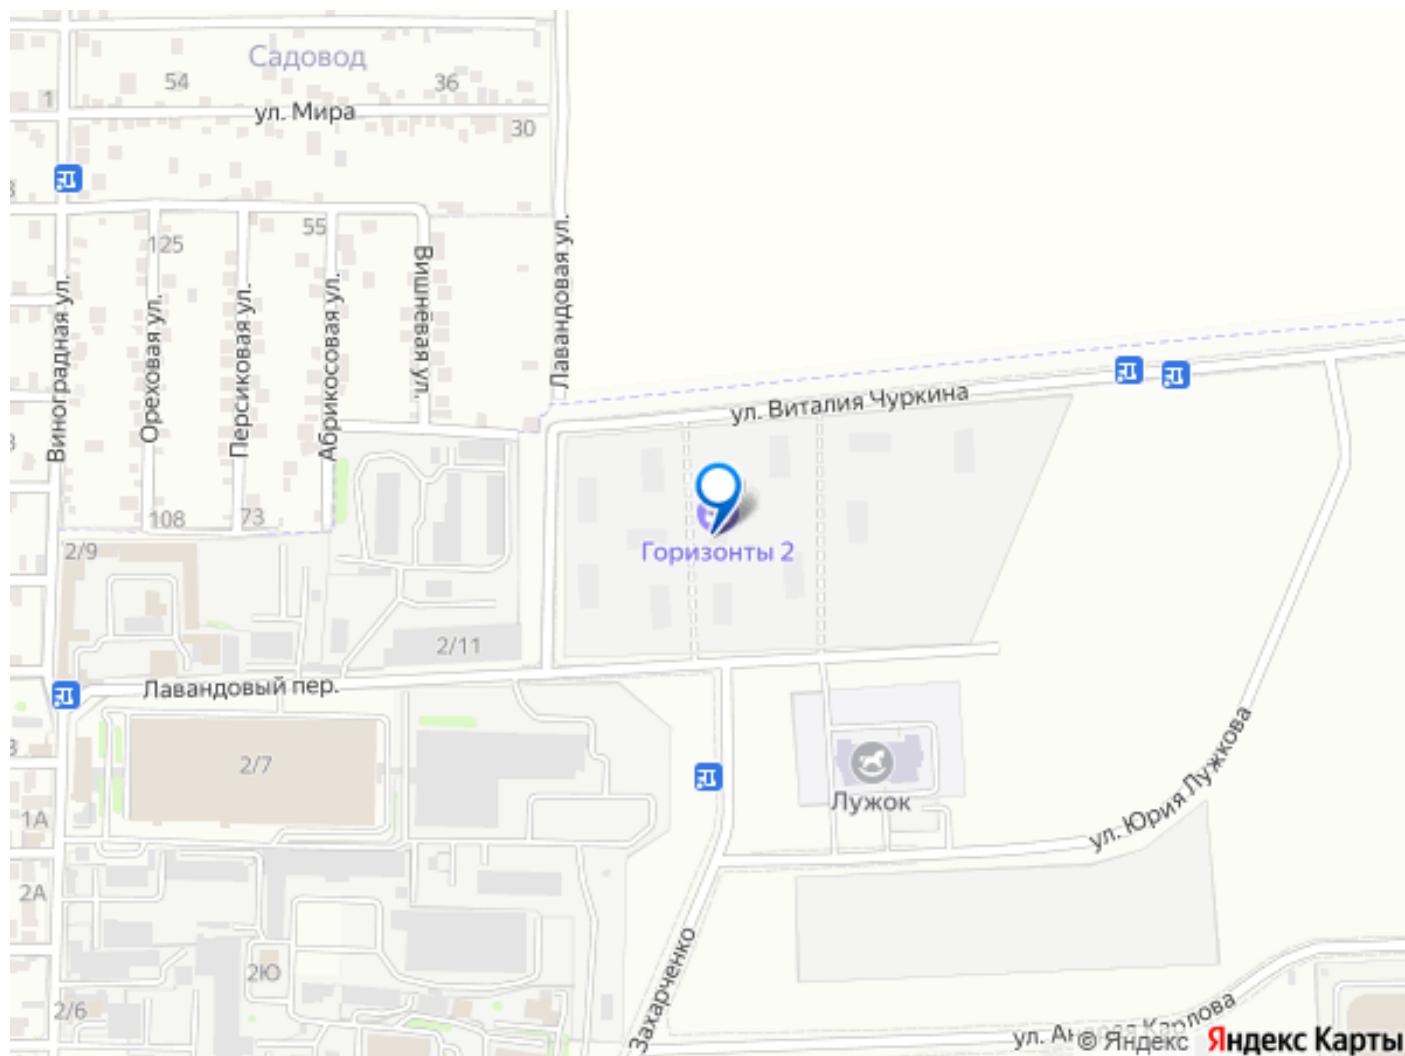 Садовод
54
36
1
ул. Мира
30
55
125
Виноградная ул.
Ореховая ул.
Персиковая ул.
Абрикосовая ул.
Вишнёвая ул.
Лавандовая ул.
ул. Виталия Чуркина
108
73
2/9
Горизонты 2
2/11
Лавандовый пер.
2/7
1А
Лужок
ул. Юрия Лужкова
2А
Захарченко
2Ю
2/6
© Яндекс Яндекс Карты